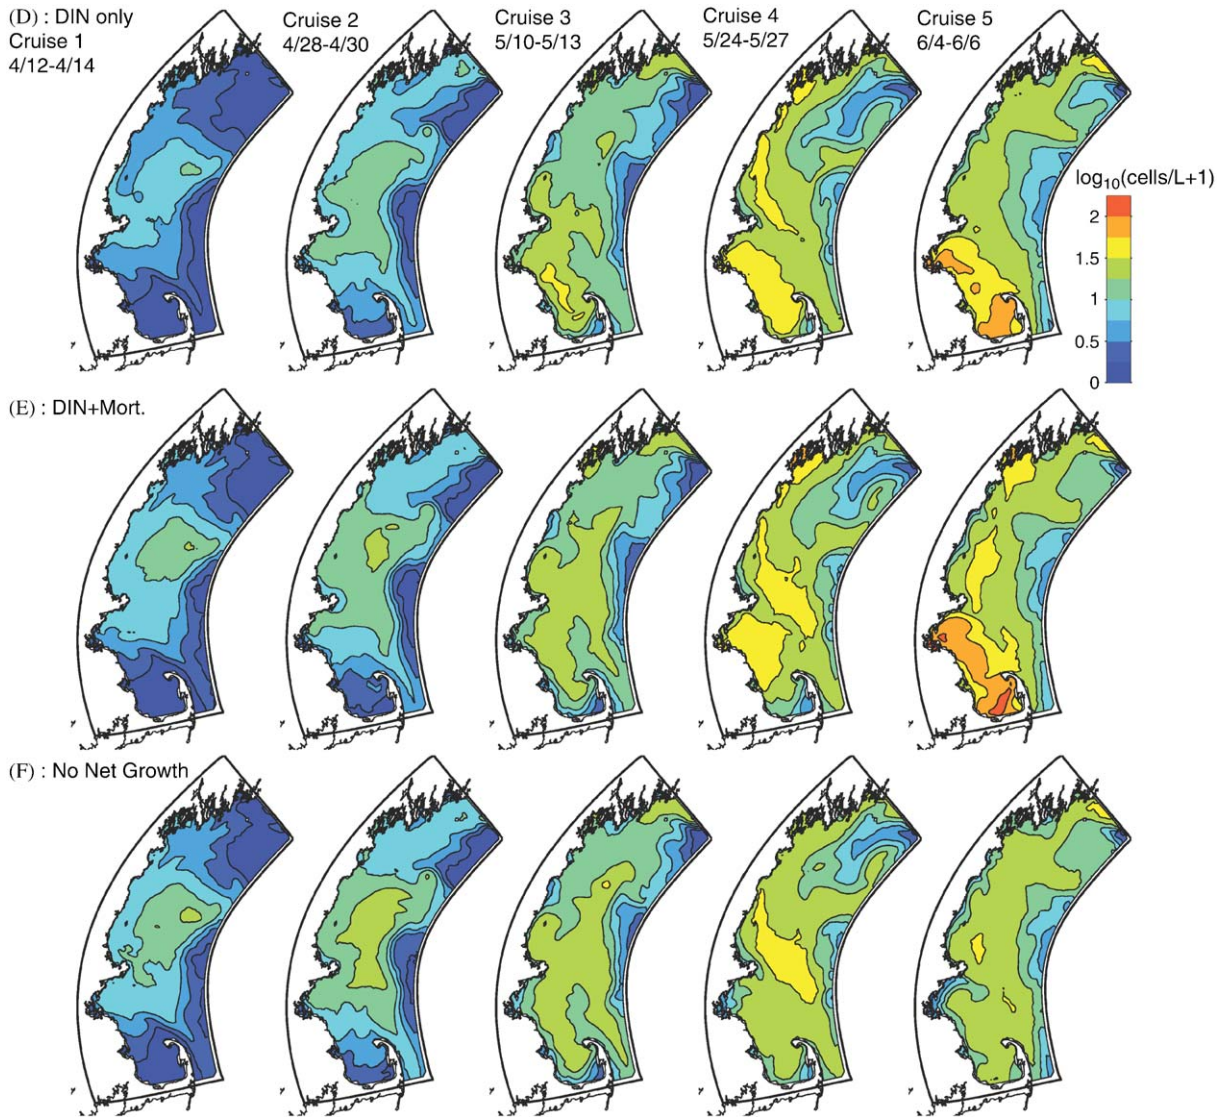 (D) : DIN only
Cruise 1
4/12-4/14
Cruise 2
4/28-4/30
Cruise 3
5/10-5/13
Cruise 4
5/24-5/27
Cruise 5
6/4-6/6
log₁₀(cells/L+1)
2
1.5
1
0.5
0
(E) : DIN+Mort.
(F) : No Net Growth